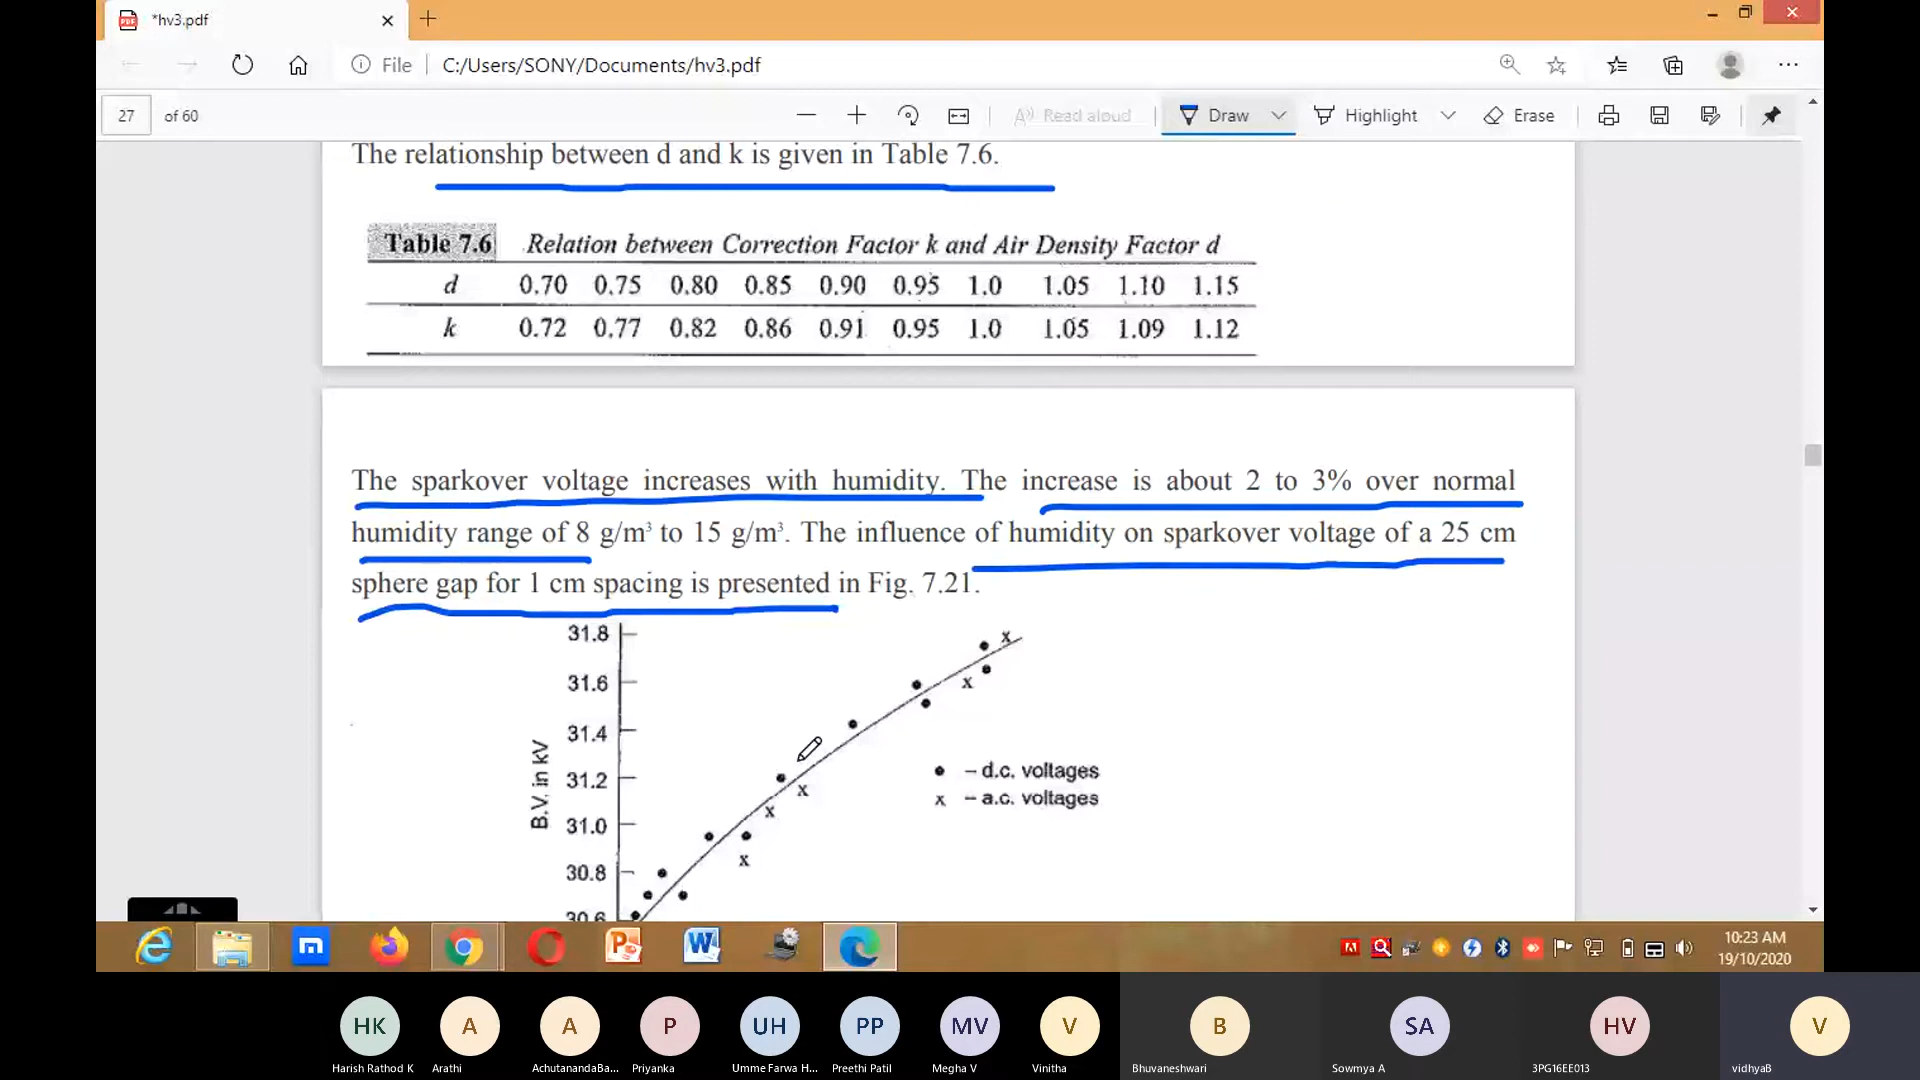 *hv3.pdf
File C:/Users/SONY/Documents/hv3.pdf
27 of 60 Read aloud Draw Highlight Erase
The relationship between d and k is given in Table 7.6.
Table 7.6 Relation between Correction Factor k and Air Density Factor d
d 0.70 0.75 0.80 0.85 0.90 0.95 1.0 1.05 1.10 1.15
k 0.72 0.77 0.82 0.86 0.91 0.95 1.0 1.05 1.09 1.12
The sparkover voltage increases with humidity. The increase is about 2 to 3% over normal
humidity range of 8 g/m³ to 15 g/m³. The influence of humidity on sparkover voltage of a 25 cm
sphere gap for 1 cm spacing is presented in Fig. 7.21.
31.8
31.6
31.4
31.2
31.0
30.8
30.6
B.V. in kV
• – d.c. voltages
x – a.c. voltages
10:23 AM
19/10/2020
HK A A P UH PP MV V B SA HV V
Harish Rathod K Arathi AchutanandaBa... Priyanka Umme Farwa H... Preethi Patil Megha V Vinitha Bhuvaneshwari Sowmya A 3PG16EE013 vidhyaB